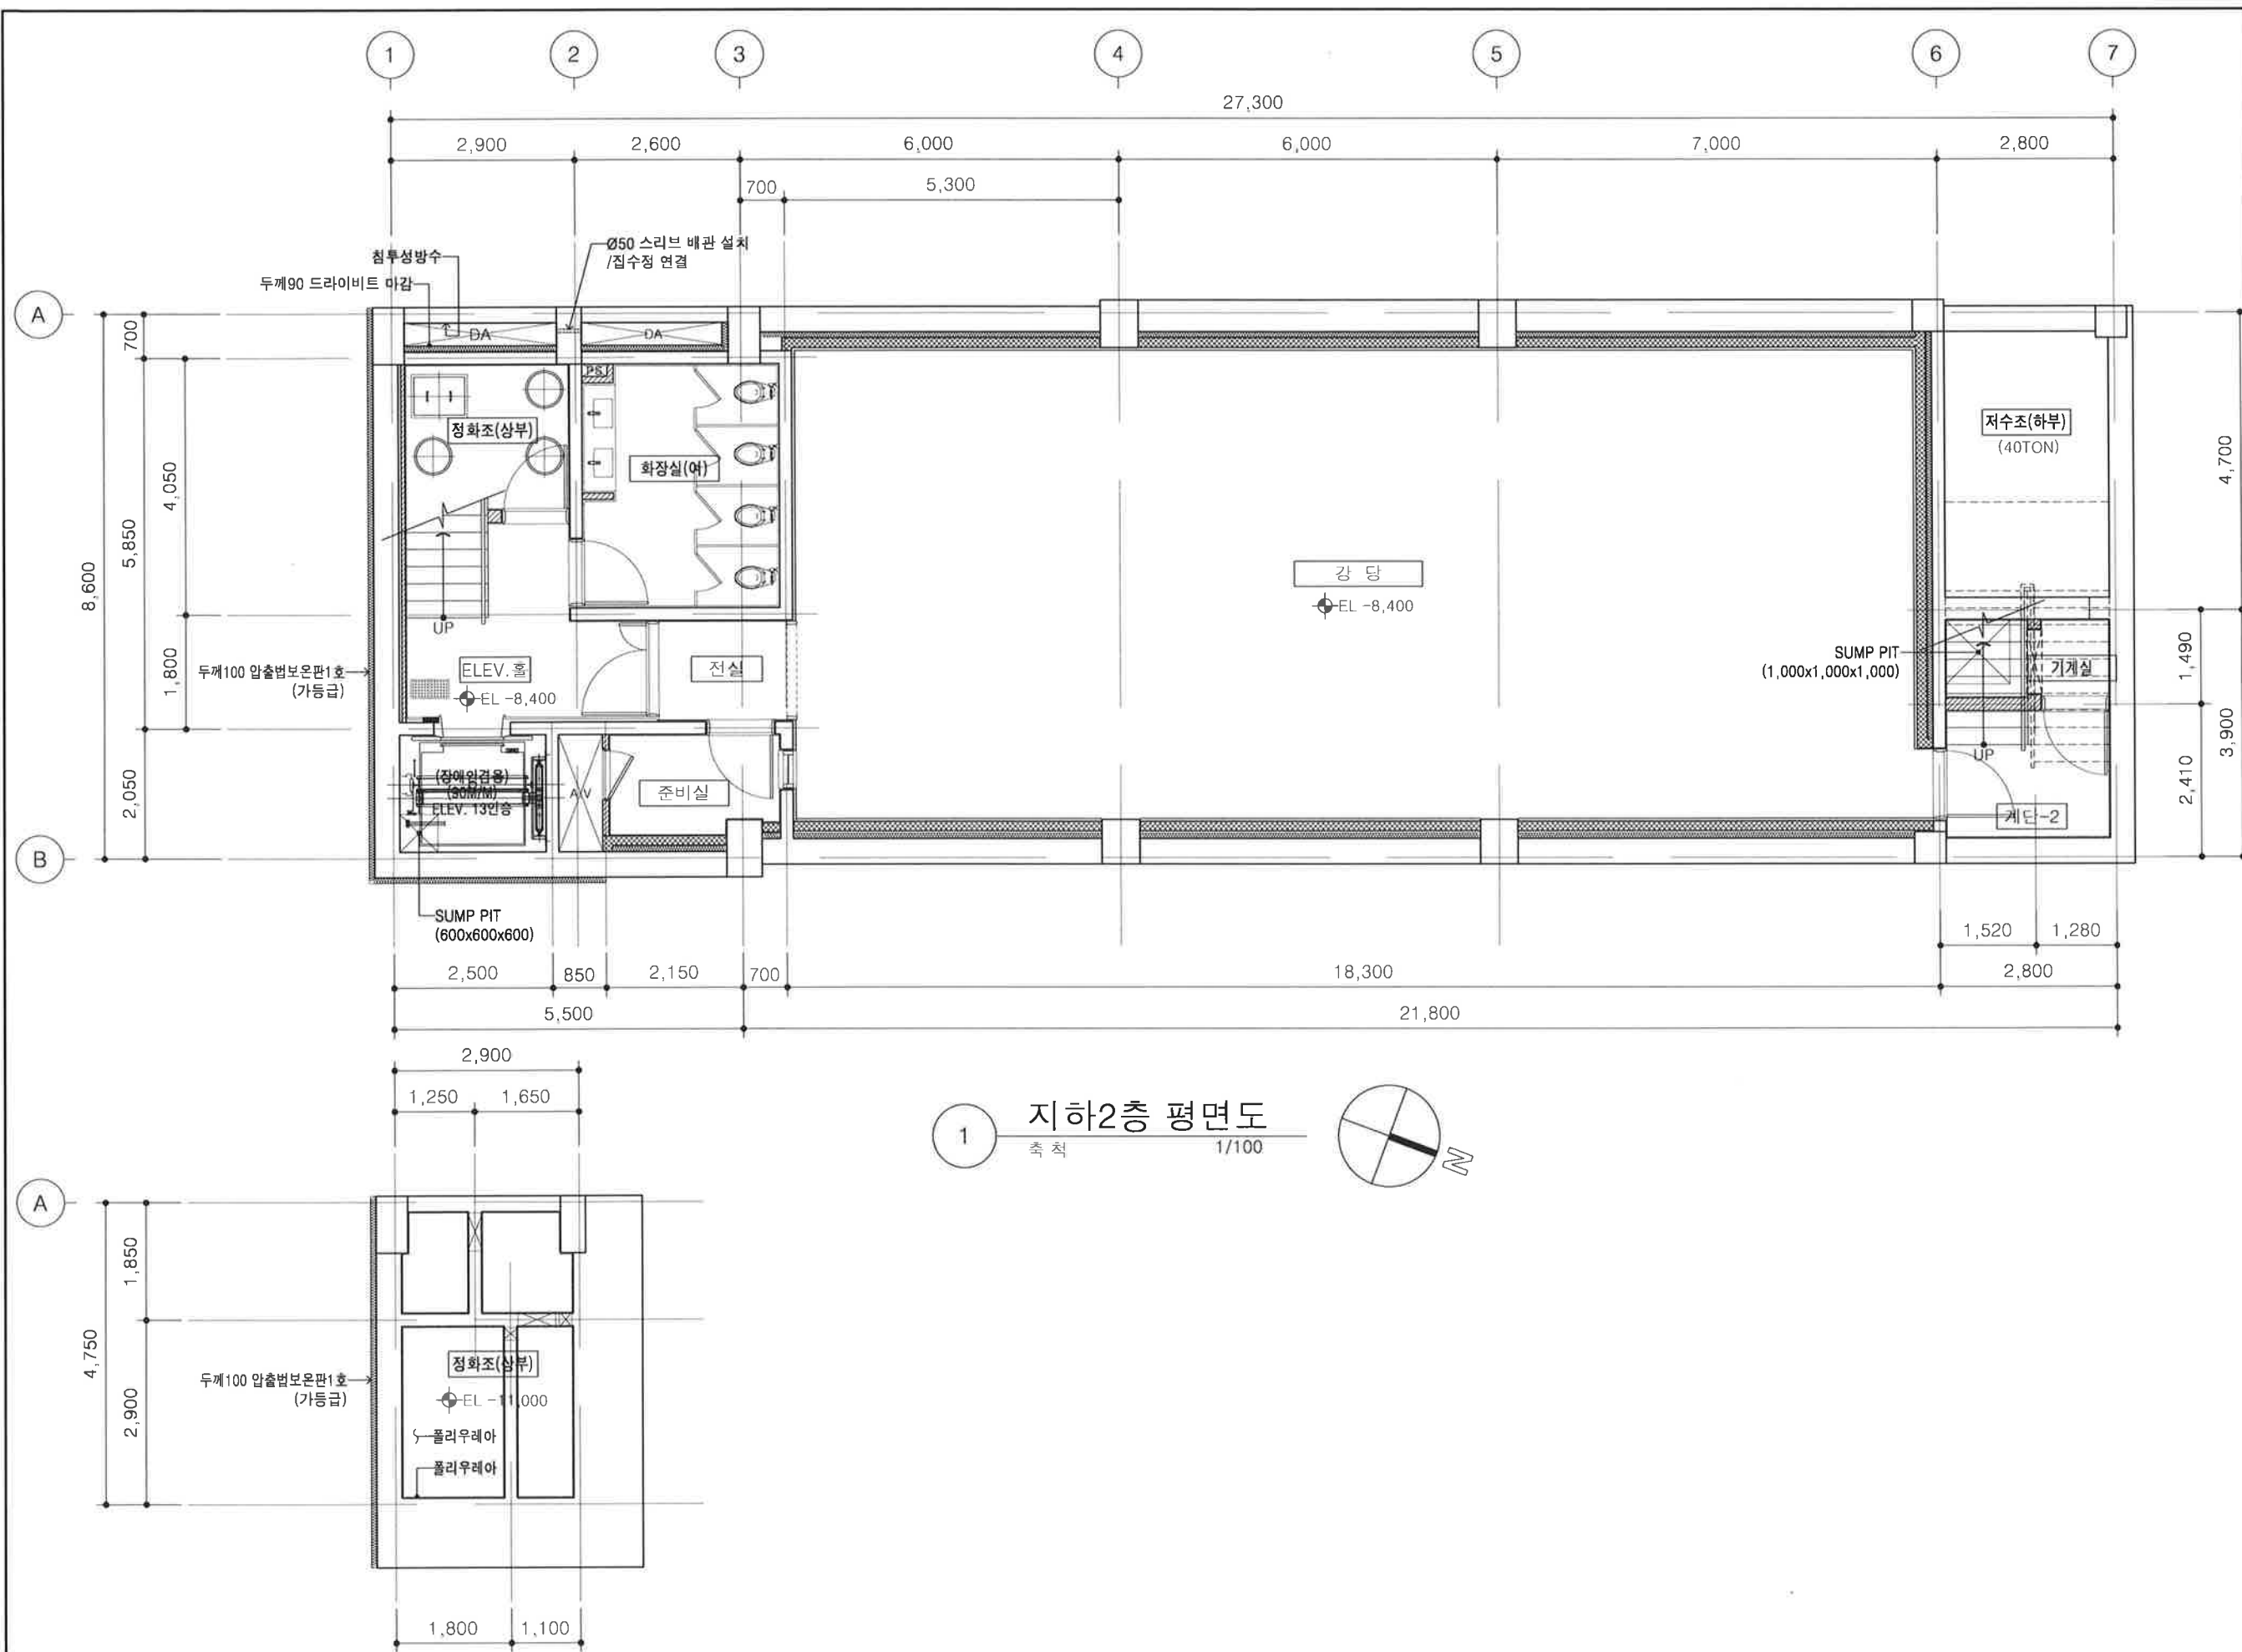 1 2 3 4 5 6 7
27,300
2,900 2,600 6,000 6,000 7,000 2,800
700 5,300
Ø50 스리브 배관 설치
/집수정 연결
침투성방수
두께90 드라이비트 마감
A
DA DA
700
PS
정화조(상부)
화장실(여)
저수조(하부)
(40TON)
4,050
5,850
8,600
4,700
강 당
EL -8,400
UP
ELEV.홀
EL -8,400
전실
두께100 압출법보온판1호
(가등급)
1,800
SUMP PIT
(1,000x1,000x1,000)
기계실
1,490
3,900
UP
(장애인겸용)
(90M/M)
ELEV. 13인승
준비실
2,050
2,410
계단-2
B
SUMP PIT
(600x600x600)
1,520 1,280
2,500 850 2,150 700 18,300 2,800
5,500 21,800
2,900
1,250 1,650
1 지하2층 평면도
축 척 1/100
N
A
1,850
4,750
정화조(상부)
두께100 압출법보온판1호
(가등급)
EL -11,000
2,900
폴리우레아
폴리우레아
1,800 1,100